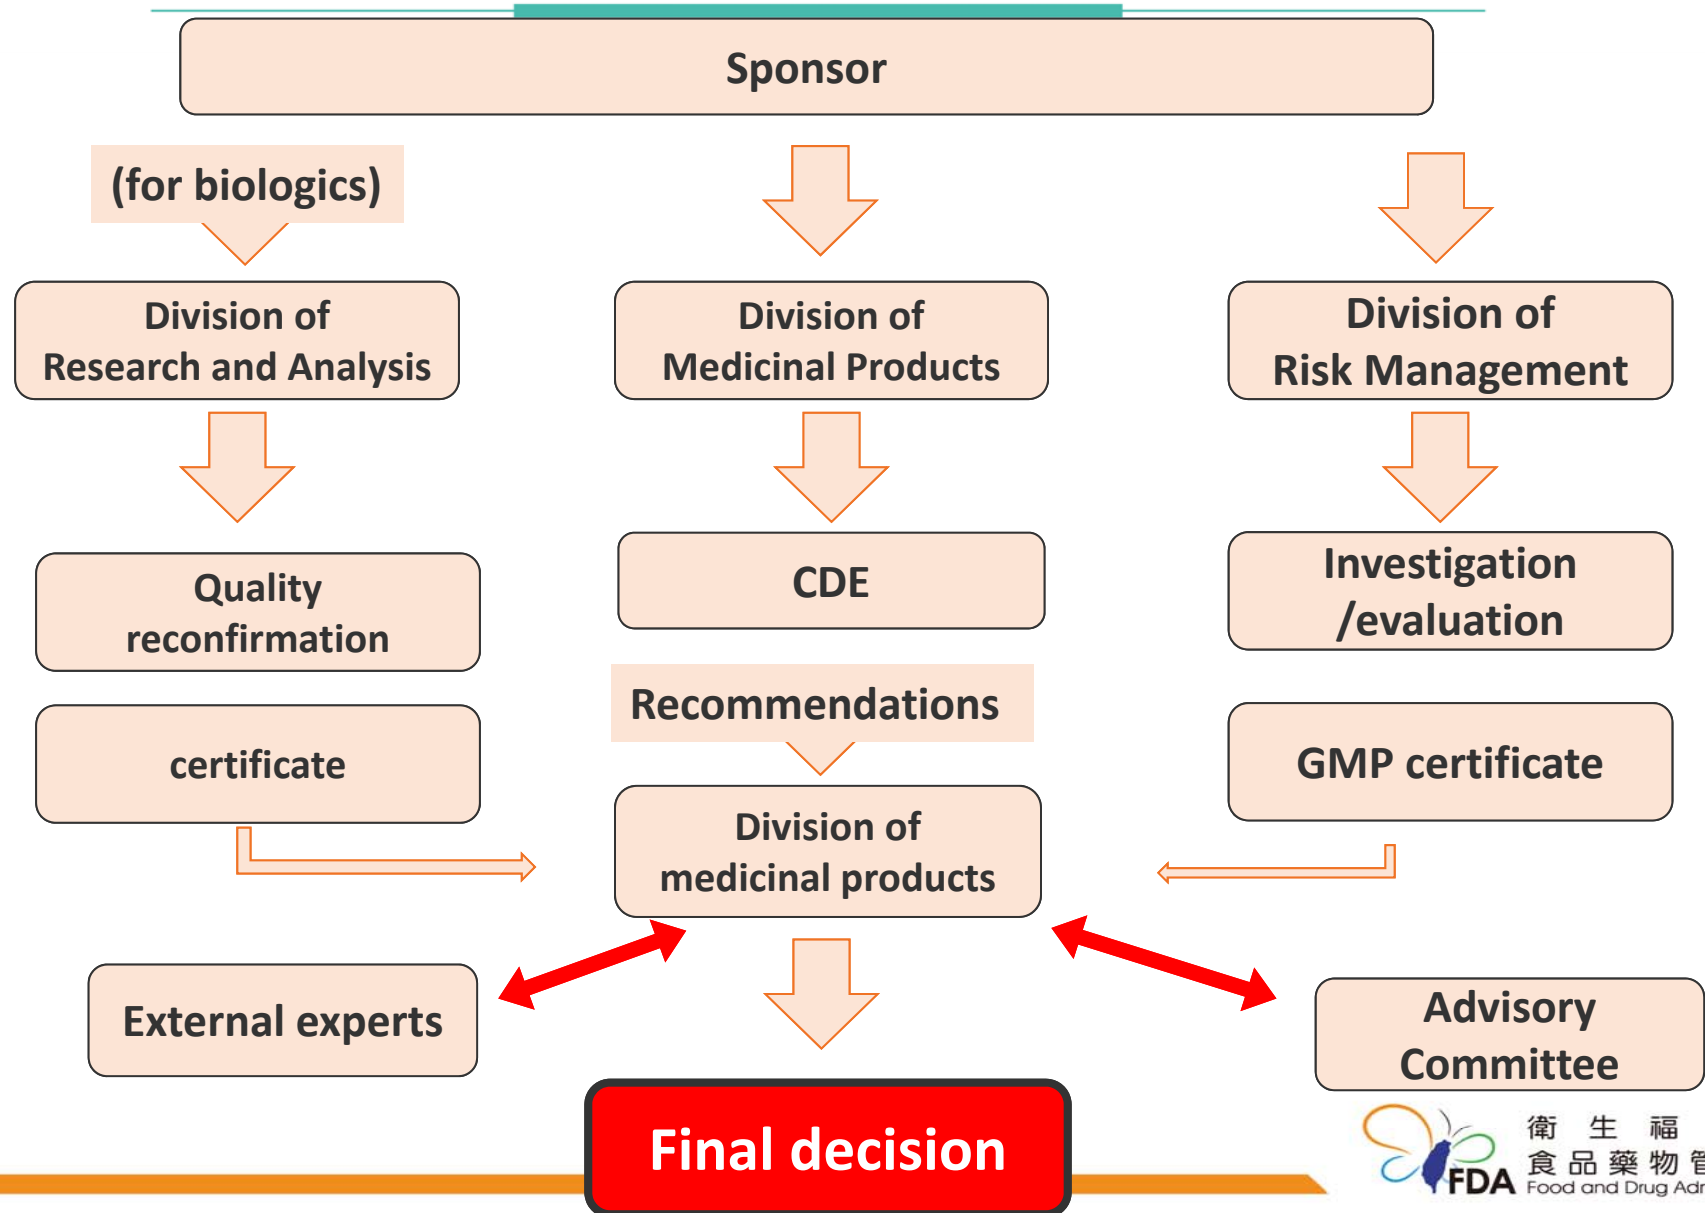 Sponsor
(for biologics)
Division of
Research and Analysis
Division of
Medicinal Products
Division of
Risk Management
Quality
reconfirmation
CDE
Investigation
/evaluation
certificate
Recommendations
GMP certificate
Division of
medicinal products
External experts
Advisory
Committee
Final decision
衛生福
食品藥物管
FDA Food and Drug Adr